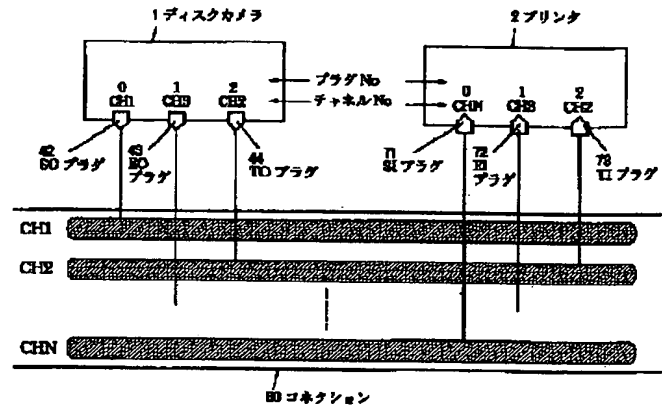 1 ディスクカメラ
2 プリンタ
0 1 2
CH1 CH3 CH2
プラグ No
チャネル No
0 1 2
CHN CH3 CH2
42
SO プラグ
43
EO
プラグ
44
TO プラグ
71
SI プラグ
72
EI
プラグ
73
TI プラグ
CH1
CH2
CHN
80 コネクション